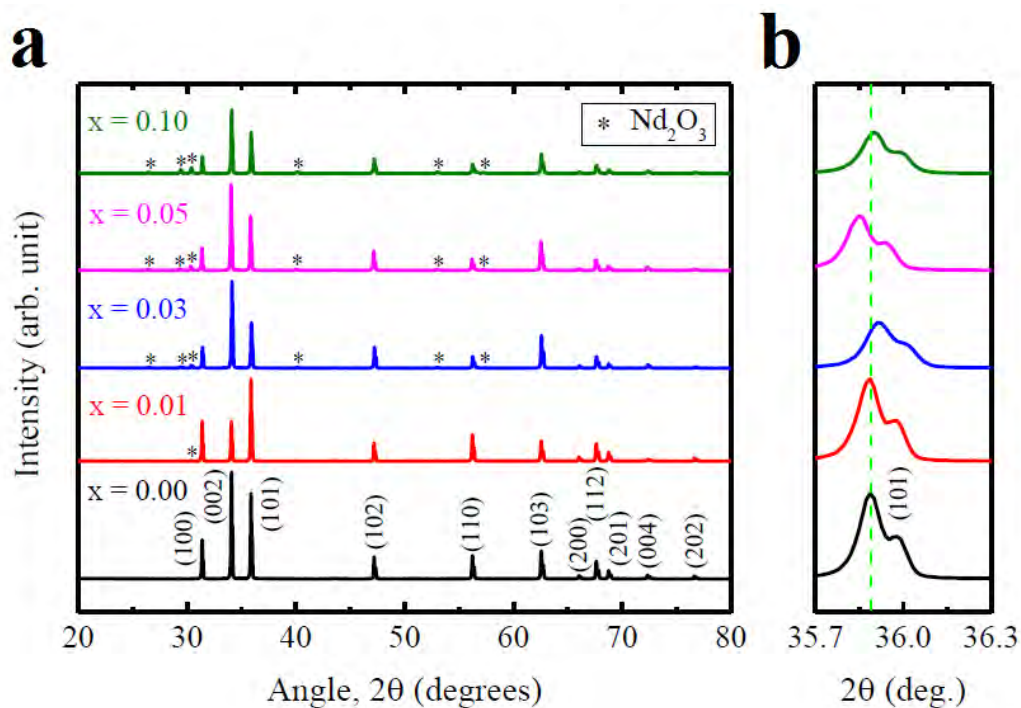 a
b
x = 0.10
* Nd₂O₃
* * * * * *
x = 0.05
* * * * * *
x = 0.03
* * * * * *
x = 0.01
*
x = 0.00
(100)
(002)
(101)
(102)
(110)
(103)
(200)
(112)
(201)
(004)
(202)
(101)
Intensity (arb. unit)
20 30 40 50 60 70 80
35.7 36.0 36.3
Angle, 2θ (degrees)
2θ (deg.)